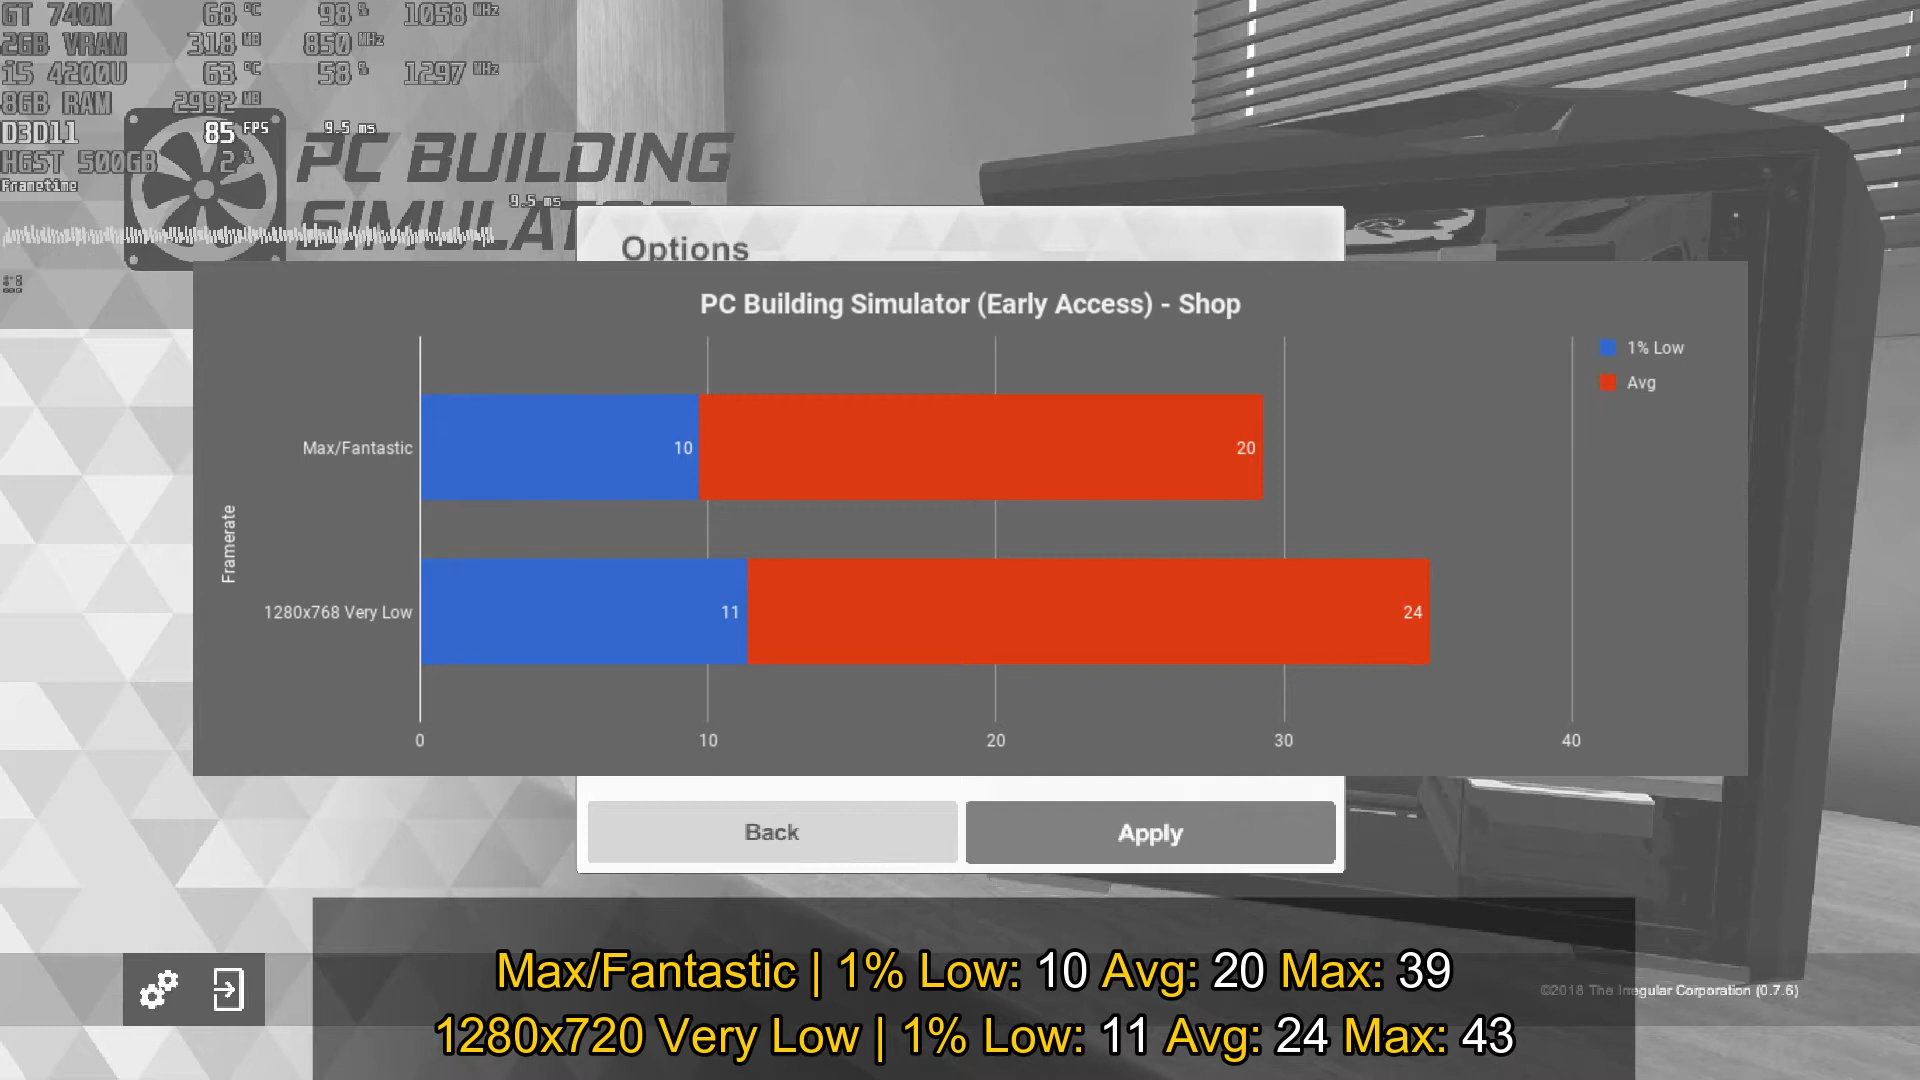 GT 740M 68 °C 98 % 1058 MHz
2GB VRAM 318 MB 850 MHz
i5 4200U 63 °C 58 % 1297 MHz
8GB RAM 2992 MB
D3D11 85 FPS 9.5 ms
HGST 500GB 2 %
Frametime
9.5 ms
PC BUILDING
SIMULATOR
Options
PC Building Simulator (Early Access) - Shop
1% Low
Avg
Max/Fantastic 10 20
Framerate
1280x768 Very Low 11 24
0 10 20 30 40
Back Apply
Max/Fantastic | 1% Low: 10 Avg: 20 Max: 39
©2018 The Irregular Corporation (0.7.6)
1280x720 Very Low | 1% Low: 11 Avg: 24 Max: 43